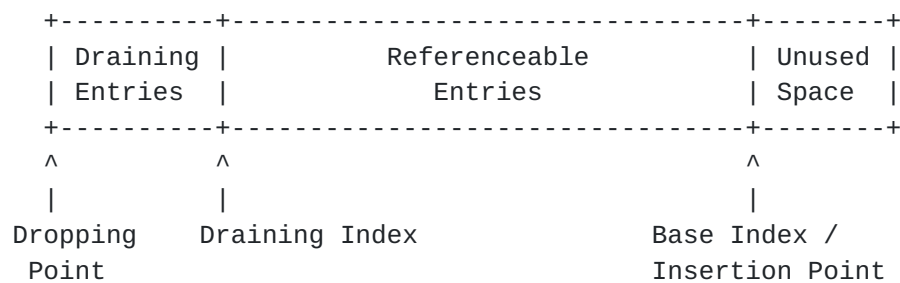 +----------+---------------------------------+--------+
| Draining |          Referenceable          | Unused |
| Entries  |             Entries             | Space  |
+----------+---------------------------------+--------+
^          ^                                 ^
|          |                                 |
Dropping    Draining Index               Base Index /
Point                                    Insertion Point